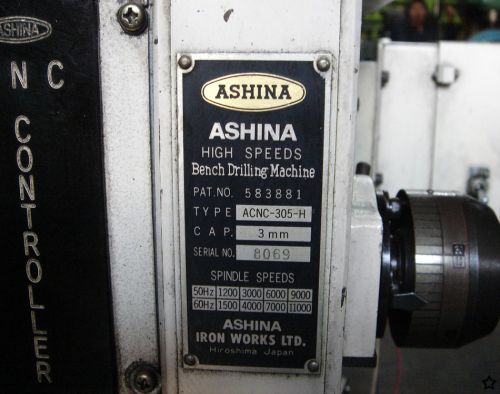 ASHINA
NC CONTROLLER
ASHINA
ASHINA
HIGH SPEEDS
Bench Drilling Machine
PAT.NO. 583881
TYPE ACNC-305-H
CAP. 3mm
SERIAL NO. 8069
SPINDLE SPEEDS
50Hz 1200 3000 6000 9000
60Hz 1500 4000 7000 11000
ASHINA
IRON WORKS LTD.
Hiroshima Japan